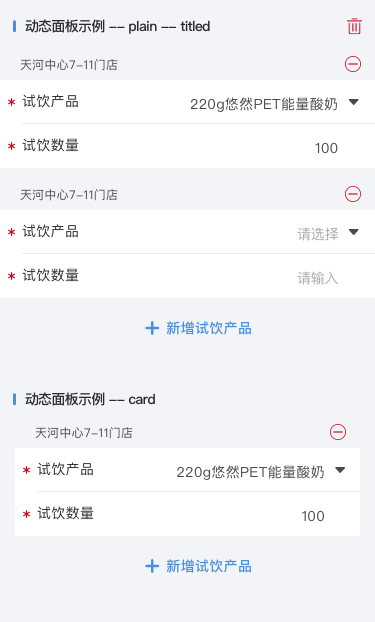 动态面板示例 -- plain -- titled
天河中心7-11门店
* 试饮产品 220g悠然PET能量酸奶
* 试饮数量 100
天河中心7-11门店
* 试饮产品 请选择
* 试饮数量 请输入
+ 新增试饮产品
动态面板示例 -- card
天河中心7-11门店
* 试饮产品 220g悠然PET能量酸奶
* 试饮数量 100
+ 新增试饮产品